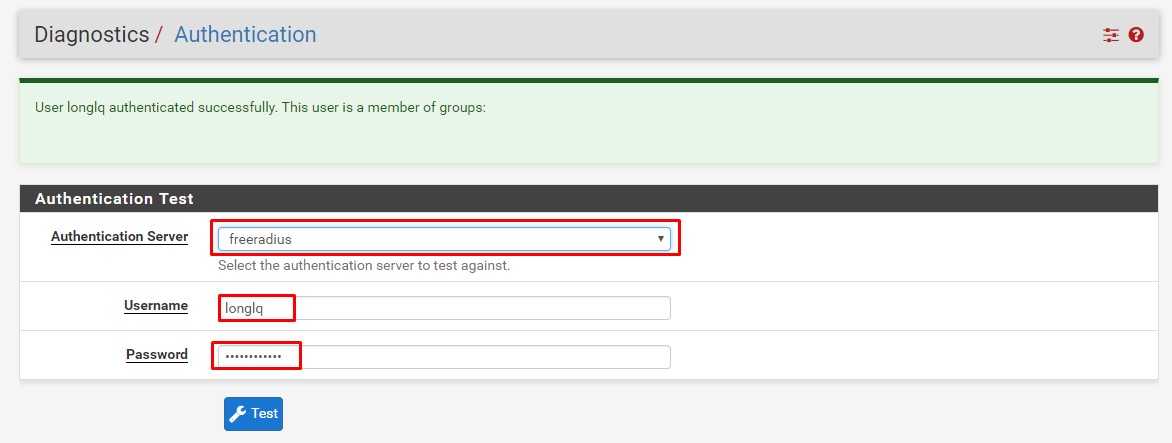 Diagnostics / Authentication
User longlq authenticated successfully. This user is a member of groups:
Authentication Test
Authentication Server
freeradius
Select the authentication server to test against.
Username
longlq
Password
••••••••••••
Test